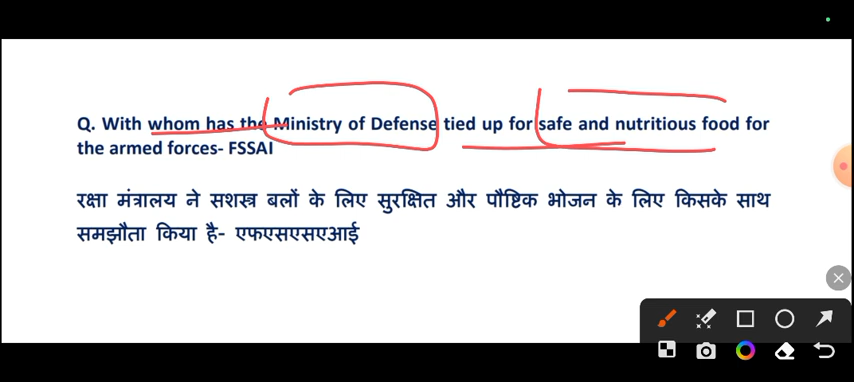 Q. With whom has the Ministry of Defense tied up for safe and nutritious food for
the armed forces- FSSAI
रक्षा मंत्रालय ने सशस्त्र बलों के लिए सुरक्षित और पौष्टिक भोजन के लिए किसके साथ
समझौता किया है- एफएसएसएआई